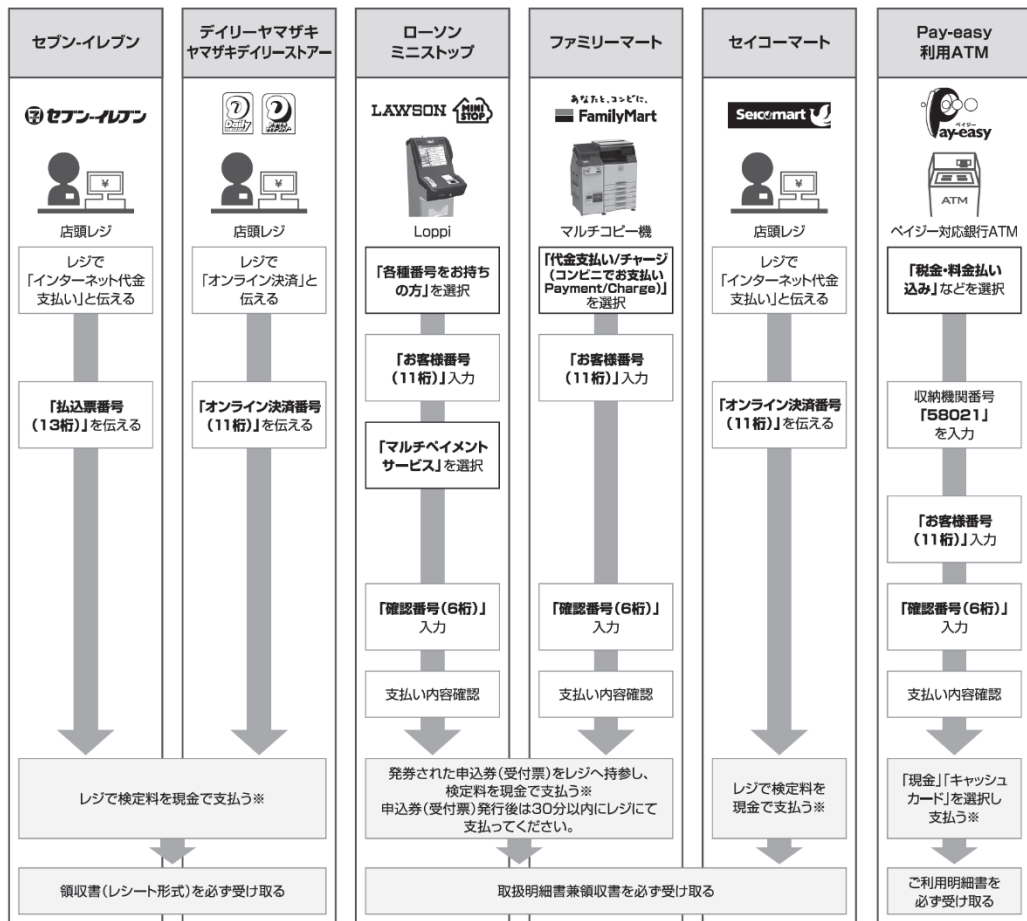 セブン-イレブン
セブン-イレブン
店頭レジ
レジで
「インターネット代金
支払い」と伝える
「払込票番号
(13桁)」を伝える
デイリーヤマザキ
ヤマザキデイリーストアー
Daily
店頭レジ
レジで
「オンライン決済」と
伝える
「オンライン決済番号
(11桁)」を伝える
レジで検定料を現金で支払う※
領収書(レシート形式)を必ず受け取る
ローソン
ミニストップ
LAWSON
MINI
STOP
Loppi
「各種番号をお持ち
の方」を選択
「お客様番号
(11桁)」入力
「マルチペイメント
サービス」を選択
「確認番号(6桁)」
入力
支払い内容確認
ファミリーマート
あなたと、コンビに、
FamilyMart
マルチコピー機
「代金支払い/チャージ
(コンビニでお支払い
Payment/Charge)」
を選択
「お客様番号
(11桁)」入力
「確認番号(6桁)」
入力
支払い内容確認
発券された申込券(受付票)をレジへ持参し、
検定料を現金で支払う※
申込券(受付票)発行後は30分以内にレジにて
支払ってください。
セイコーマート
Seicomart
店頭レジ
レジで
「インターネット代金
支払い」と伝える
「オンライン決済番号
(11桁)」を伝える
レジで検定料を
現金で支払う※
取扱明細書兼領収書を必ず受け取る
Pay-easy
利用ATM
ペイジー
Pay-easy
ATM
ペイジー対応銀行ATM
「税金・料金払い
込み」などを選択
収納機関番号
「58021」
を入力
「お客様番号
(11桁)」入力
「確認番号(6桁)」
入力
支払い内容確認
「現金」「キャッシュ
カード」を選択し
支払う※
ご利用明細書を
必ず受け取る